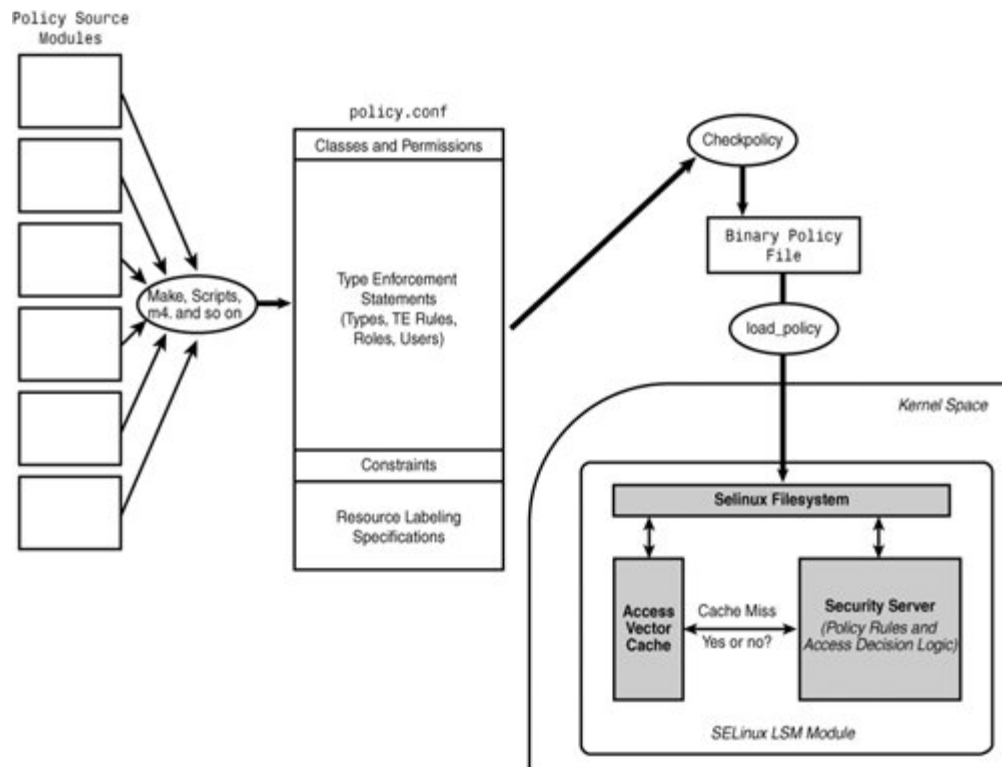 Policy Source
Modules
policy.conf
Classes and Permissions
Type Enforcement
Statements
(Types, TE Rules,
Roles, Users)
Constraints
Resource Labeling
Specifications
Make, Scripts,
m4. and so on
Checkpolicy
Binary Policy
File
load_policy
Kernel Space
Selinux Filesystem
Access
Vector
Cache
Cache Miss
Yes or no?
Security Server
(Policy Rules and
Access Decision Logic)
SELinux LSM Module